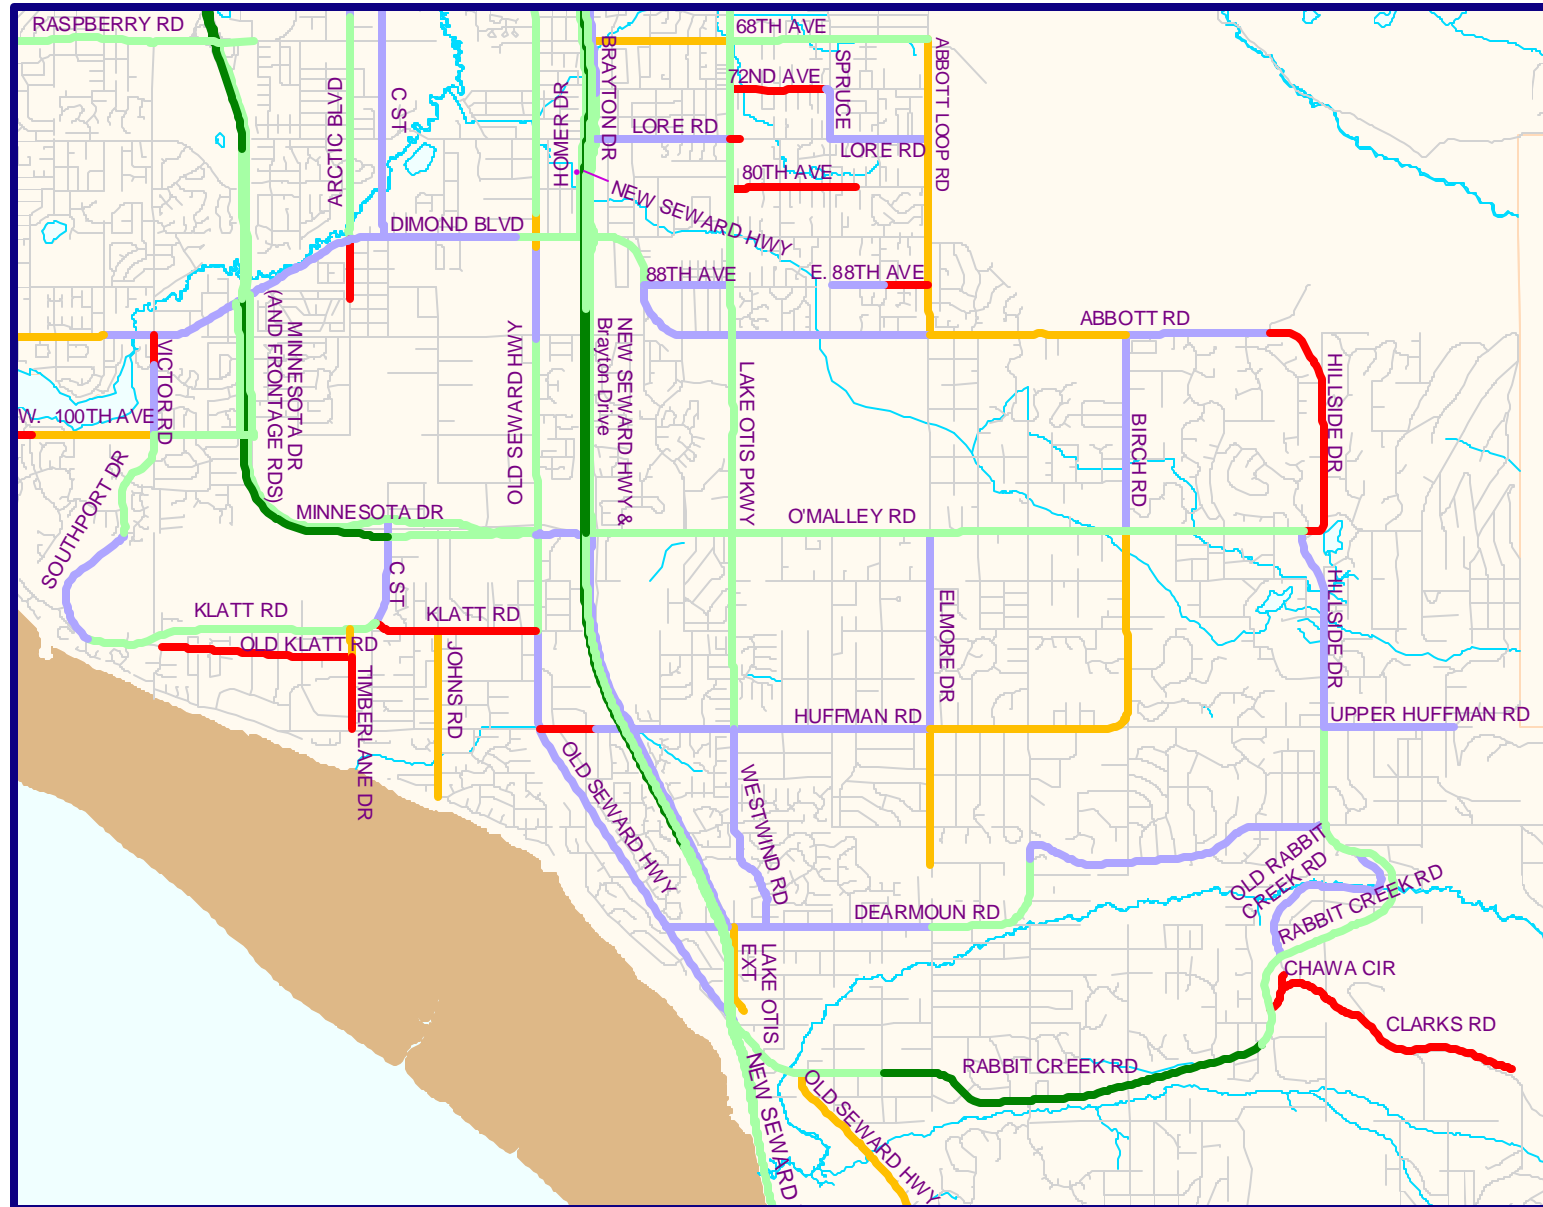 RASPBERRY RD
68TH AVE
BRAYTON DR
ABBOTT LOOP RD
SPRUCE
72ND AVE
ARCTIC BLVD
C ST
HOMER DR
LORE RD
LORE RD
80TH AVE
NEW SEWARD HWY
DIMOND BLVD
88TH AVE
E. 88TH AVE
ABBOTT RD
MINNESOTA DR
(AND FRONTAGE RDS)
OLD SEWARD HWY
NEW SEWARD HWY &
Brayton Drive
VICTOR RD
LAKE OTIS PKWY
HILLSIDE DR
W. 100TH AVE
BIRCH RD
SOUTHPORT DR
MINNESOTA DR
O'MALLEY RD
C ST
KLATT RD
KLATT RD
ELMORE DR
HILLSIDE DR
OLD KLATT RD
JOHNS RD
TIMBERLANE DR
HUFFMAN RD
UPPER HUFFMAN RD
OLD SEWARD HWY
WESTWIND RD
OLD RABBIT
CREEK RD
RABBIT CREEK RD
DEARMOUN RD
LAKE OTIS
EXT
CHAWA CIR
CLARKS RD
RABBIT CREEK RD
NEW SEWARD
OLD SEWARD HWY